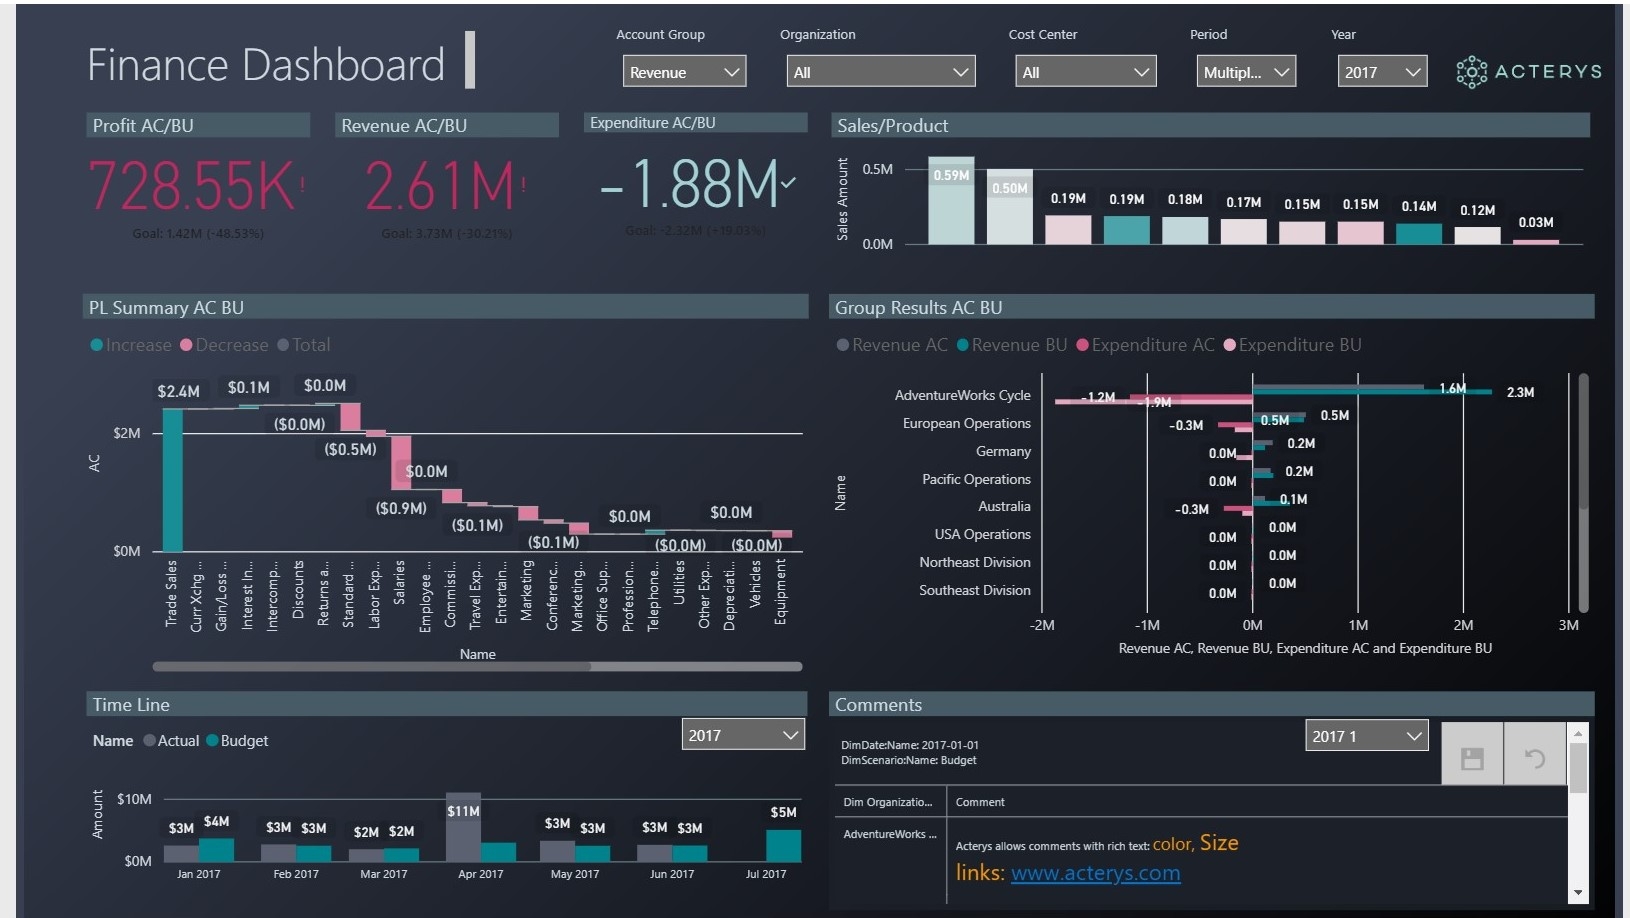 Finance Dashboard
Account Group
Organization
Cost Center
Period
Year
Revenue
All
All
Multipl...
2017
ACTERYS
Profit AC/BU
Revenue AC/BU
Expenditure AC/BU
728.55K!
2.61M!
-1.88M
Goal: 1.42M (-48.53%)
Goal: 3.73M (-30.21%)
Goal: -2.32M (+19.03%)
Sales/Product
Sales Amount
0.5M
0.0M
0.59M
0.50M
0.19M
0.19M
0.18M
0.17M
0.15M
0.15M
0.14M
0.12M
0.03M
PL Summary AC BU
Increase Decrease Total
AC
$2M
$0M
$2.4M
$0.1M
$0.0M
($0.0M)
($0.5M)
$0.0M
($0.9M)
($0.1M)
($0.1M)
$0.0M
($0.0M)
$0.0M
($0.0M)
Trade Sales
Curr Xchg ...
Gain/Loss ...
Interest In...
Intercomp...
Discounts
Returns a...
Standard ...
Labor Exp...
Salaries
Employee ...
Commissi...
Travel Exp...
Entertain...
Marketing
Conferenc...
Marketing...
Office Sup...
Profession...
Telephone...
Utilities
Other Exp...
Depreciati...
Vehicles
Equipment
Name
Group Results AC BU
Revenue AC Revenue BU Expenditure AC Expenditure BU
Name
AdventureWorks Cycle
-1.2M
-1.9M
1.6M
2.3M
European Operations
-0.3M
0.5M
0.5M
Germany
0.0M
0.2M
Pacific Operations
0.0M
0.2M
Australia
-0.3M
0.1M
USA Operations
0.0M
0.0M
Northeast Division
0.0M
0.0M
Southeast Division
0.0M
0.0M
-2M
-1M
0M
1M
2M
3M
Revenue AC, Revenue BU, Expenditure AC and Expenditure BU
Time Line
Name Actual Budget
2017
Amount
$10M
$0M
$3M
$4M
$3M
$3M
$2M
$2M
$11M
$3M
$3M
$3M
$3M
$5M
Jan 2017
Feb 2017
Mar 2017
Apr 2017
May 2017
Jun 2017
Jul 2017
Comments
DimDate:Name: 2017-01-01
DimScenario:Name: Budget
2017 1
Dim Organizatio...
Comment
AdventureWorks ...
Acterys allows comments with rich text: color, Size
links: www.acterys.com